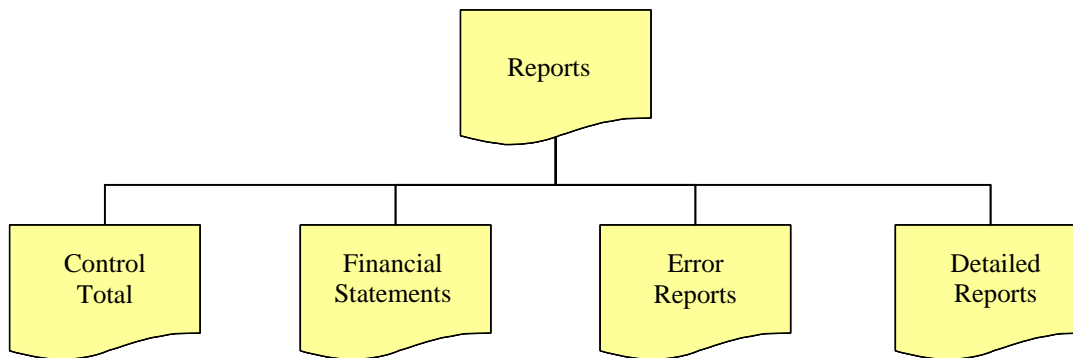 Reports
Control
Total
Financial
Statements
Error
Reports
Detailed
Reports